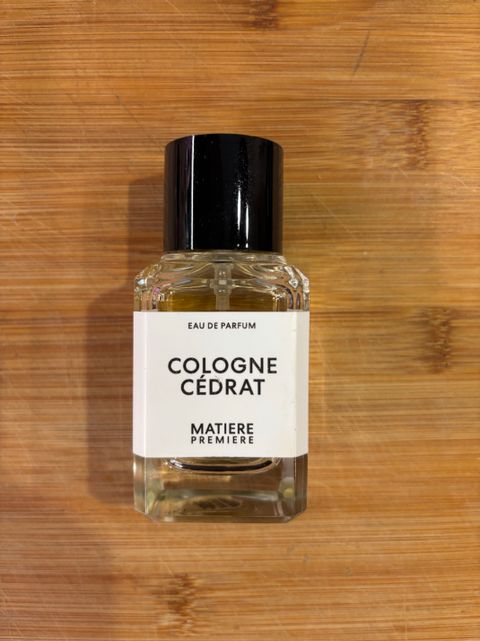 EAU DE PARFUM
COLOGNE
CÉDRAT
MATIERE
PREMIERE